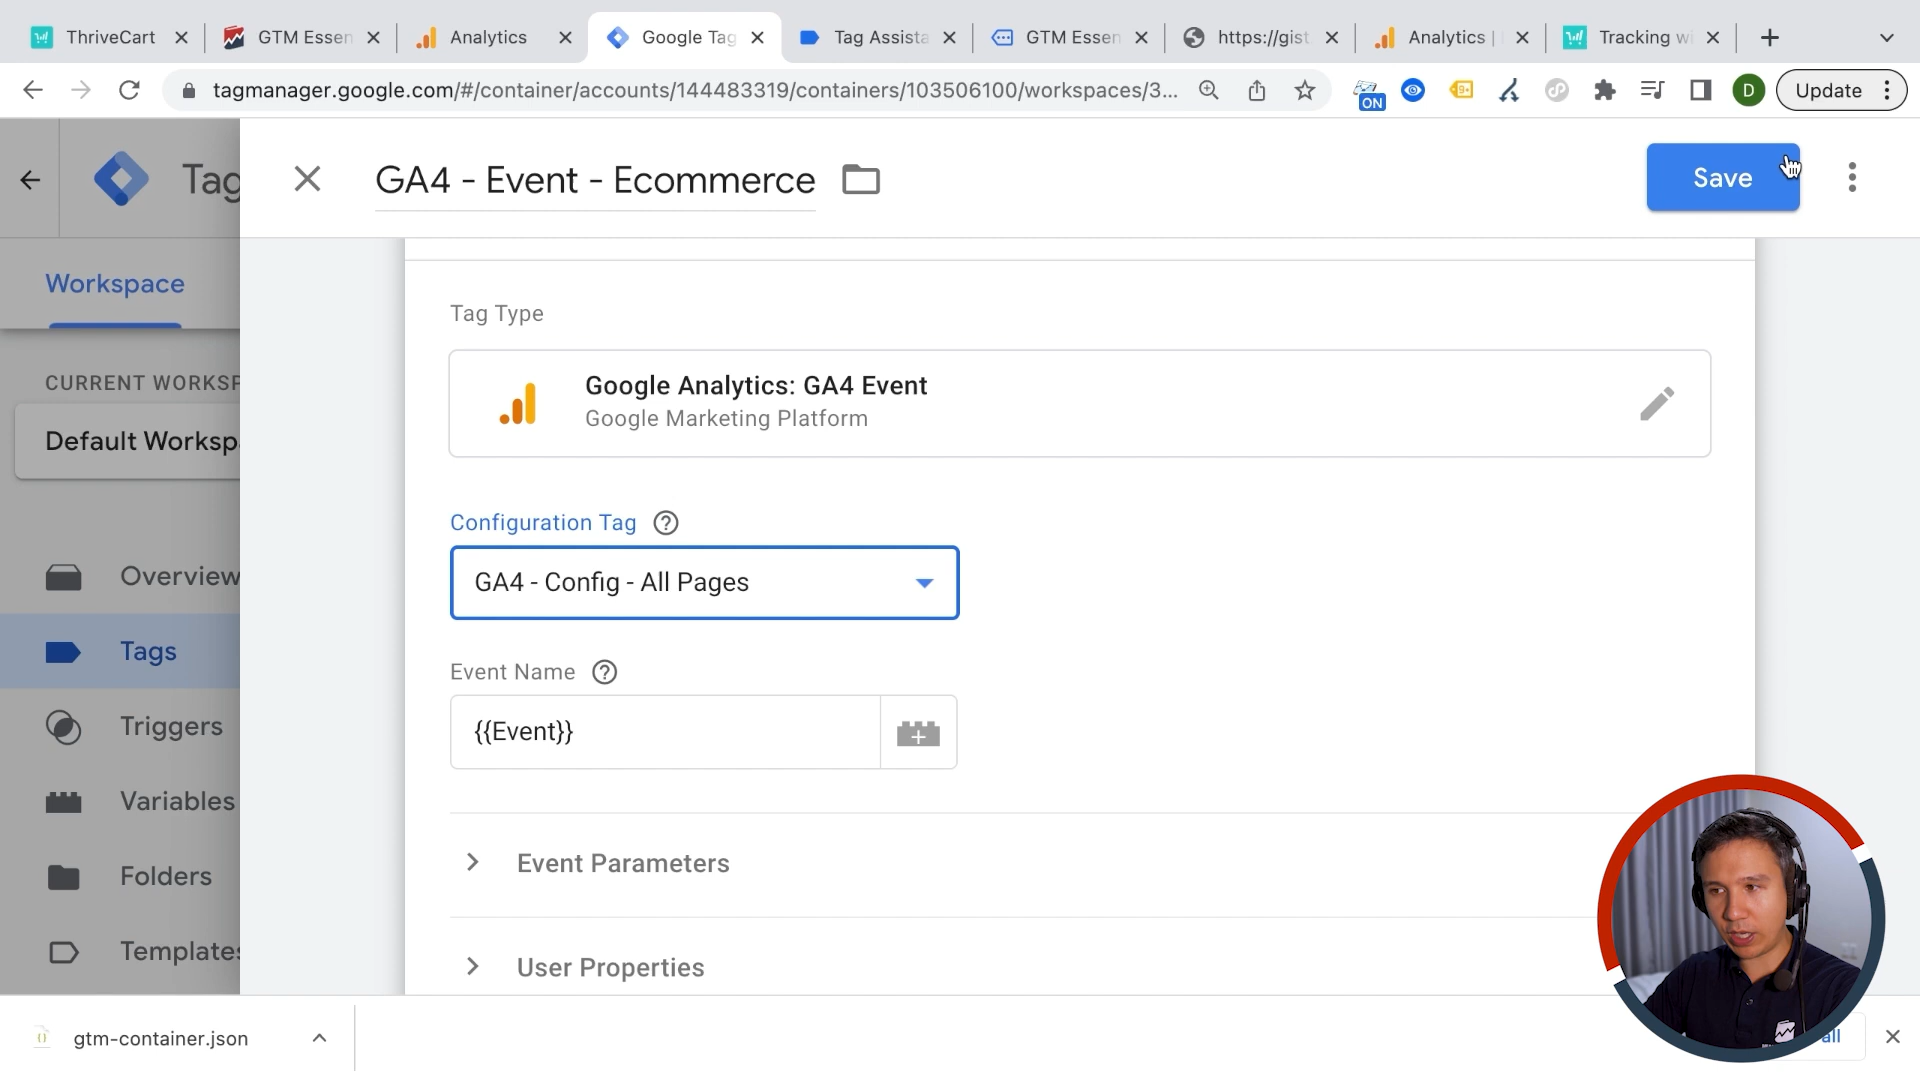 ThriveCart
GTM Essen
Analytics
Google Tag
Tag Assista
GTM Essen
https://gist
Analytics |
Tracking wi
tagmanager.google.com/#/container/accounts/144483319/containers/103506100/workspaces/3...
ON
9+
D
Update
Tag
GA4 - Event - Ecommerce
Save
Workspace
CURRENT WORKSP
Default Workspa
Overview
Tags
Triggers
Variables
Folders
Templates
Tag Type
Google Analytics: GA4 Event
Google Marketing Platform
Configuration Tag
GA4 - Config - All Pages
Event Name
{{Event}}
Event Parameters
User Properties
gtm-container.json
all